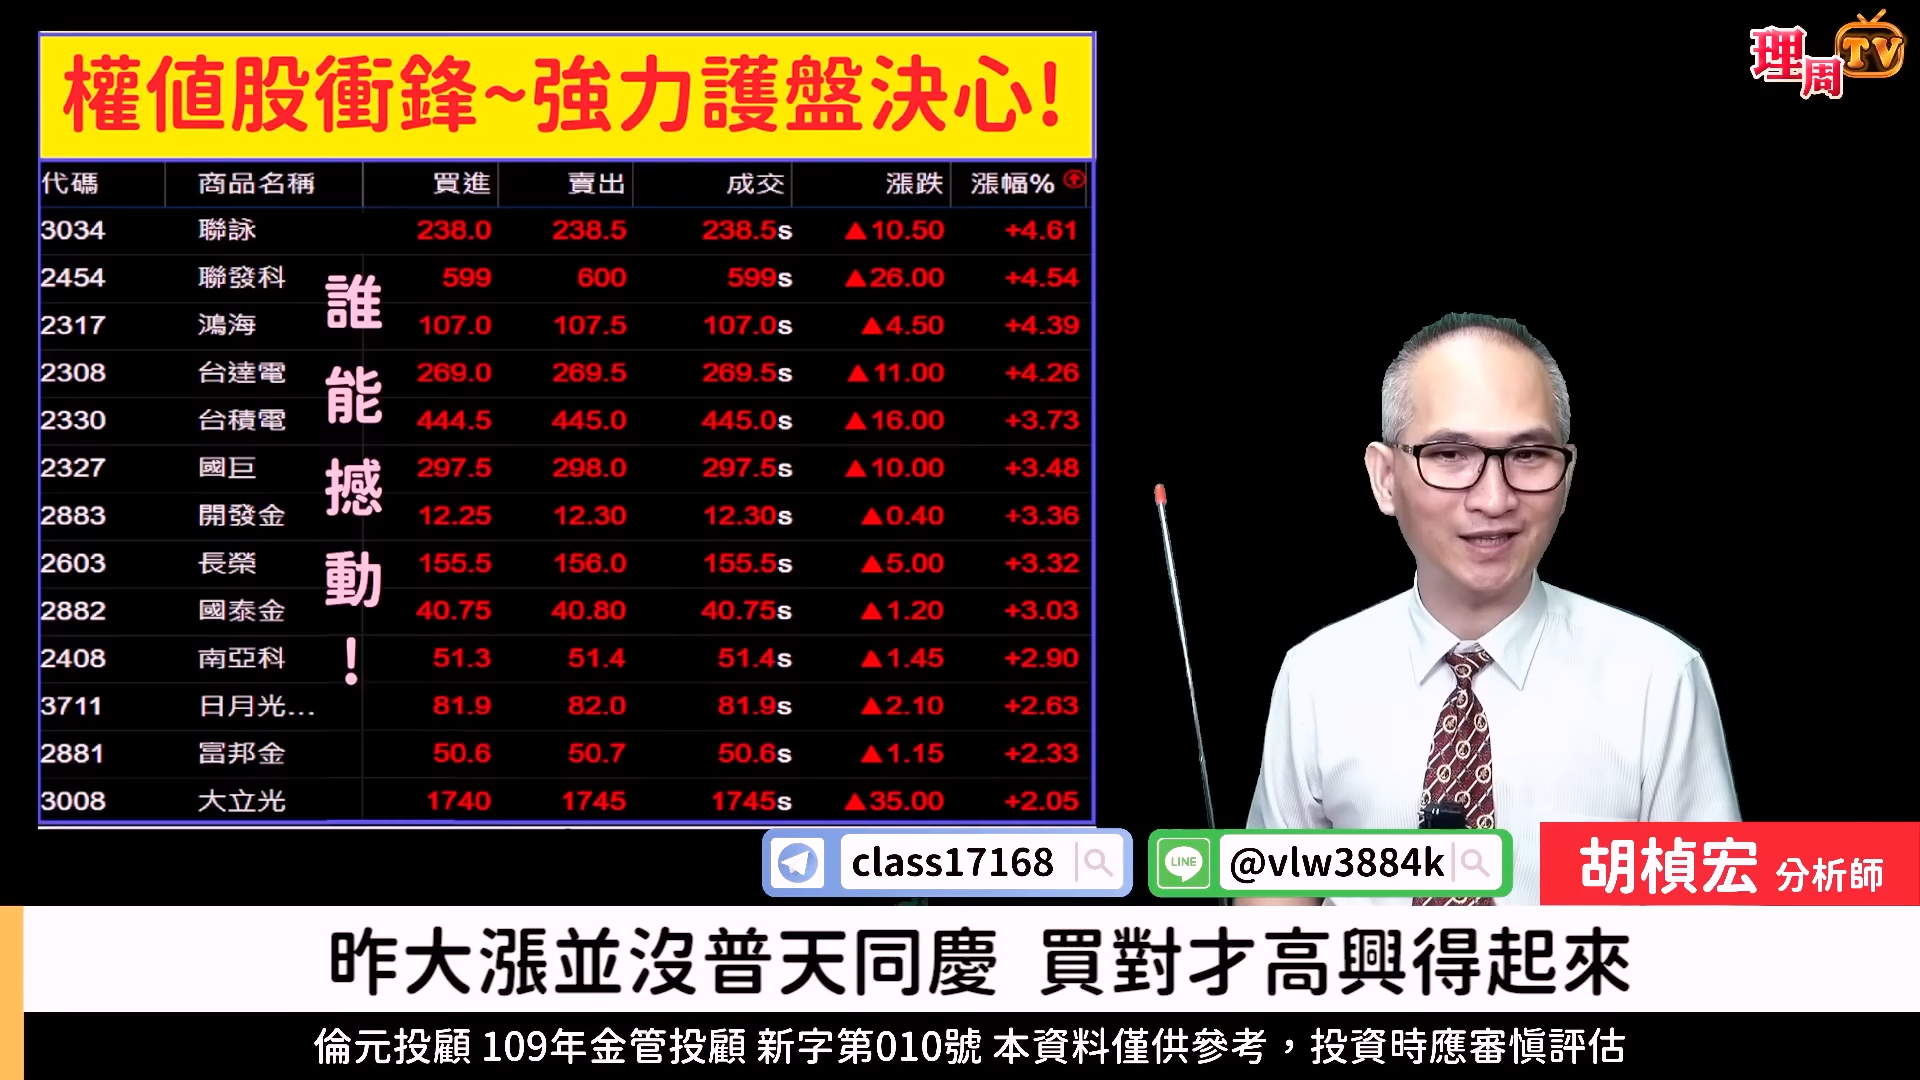 權值股衝鋒~強力護盤決心!
理周TV
代碼 商品名稱 買進 賣出 成交 漲跌 漲幅%
3034 聯詠 238.0 238.5 238.5s ▲10.50 +4.61
2454 聯發科 599 600 599s ▲26.00 +4.54
2317 鴻海 107.0 107.5 107.0s ▲4.50 +4.39
2308 台達電 269.0 269.5 269.5s ▲11.00 +4.26
2330 台積電 444.5 445.0 445.0s ▲16.00 +3.73
2327 國巨 297.5 298.0 297.5s ▲10.00 +3.48
2883 開發金 12.25 12.30 12.30s ▲0.40 +3.36
2603 長榮 155.5 156.0 155.5s ▲5.00 +3.32
2882 國泰金 40.75 40.80 40.75s ▲1.20 +3.03
2408 南亞科 51.3 51.4 51.4s ▲1.45 +2.90
3711 日月光... 81.9 82.0 81.9s ▲2.10 +2.63
2881 富邦金 50.6 50.7 50.6s ▲1.15 +2.33
3008 大立光 1740 1745 1745s ▲35.00 +2.05
誰能撼動!
class17168
LINE @vlw3884k
胡楨宏 分析師
昨大漲並沒普天同慶 買對才高興得起來
倫元投顧 109年金管投顧 新字第010號 本資料僅供參考，投資時應審慎評估